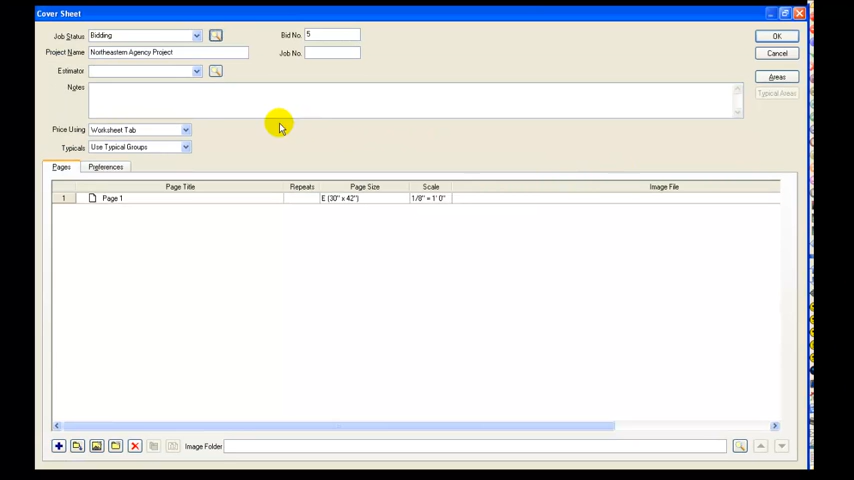 Cover Sheet
Job Status Bidding Bid No. 5 OK
Project Name Northeastern Agency Project Job No. Cancel
Estimator Areas
Notes Typical Areas
Price Using Worksheet Tab
Typicals Use Typical Groups
Pages Preferences
Page Title Repeats Page Size Scale Image File
1 Page 1 E (30" x 42") 1/8" = 1' 0"
Image Folder